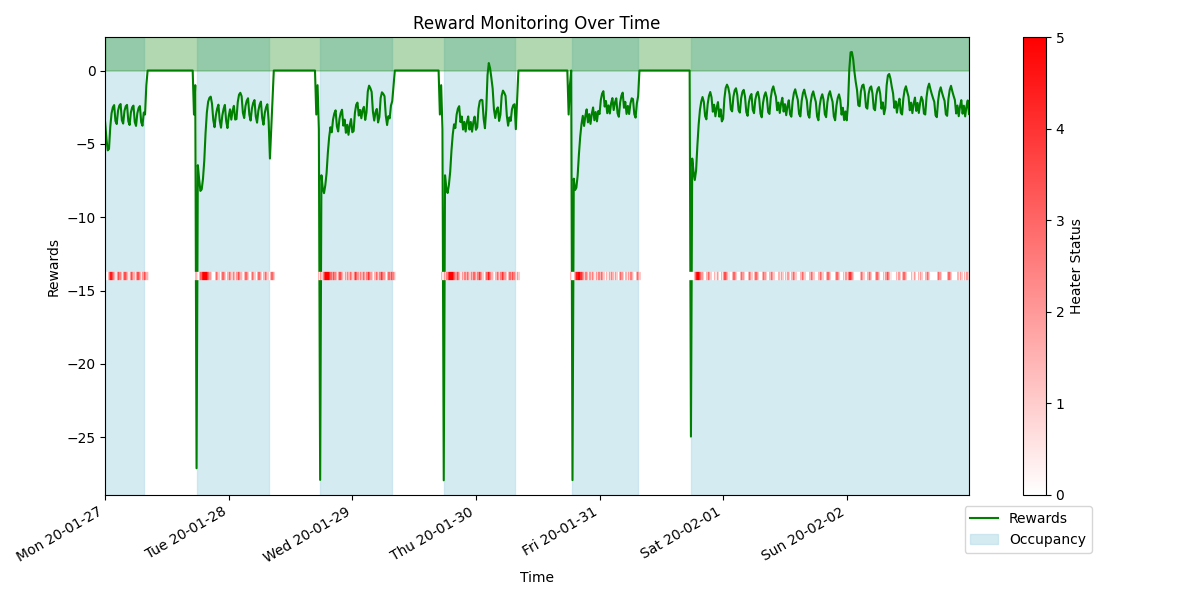 Reward Monitoring Over Time
0
−5
−10
−15
−20
−25
Rewards
Mon 20-01-27
Tue 20-01-28
Wed 20-01-29
Thu 20-01-30
Fri 20-01-31
Sat 20-02-01
Sun 20-02-02
Time
5
4
3
2
1
0
Heater Status
Rewards
Occupancy